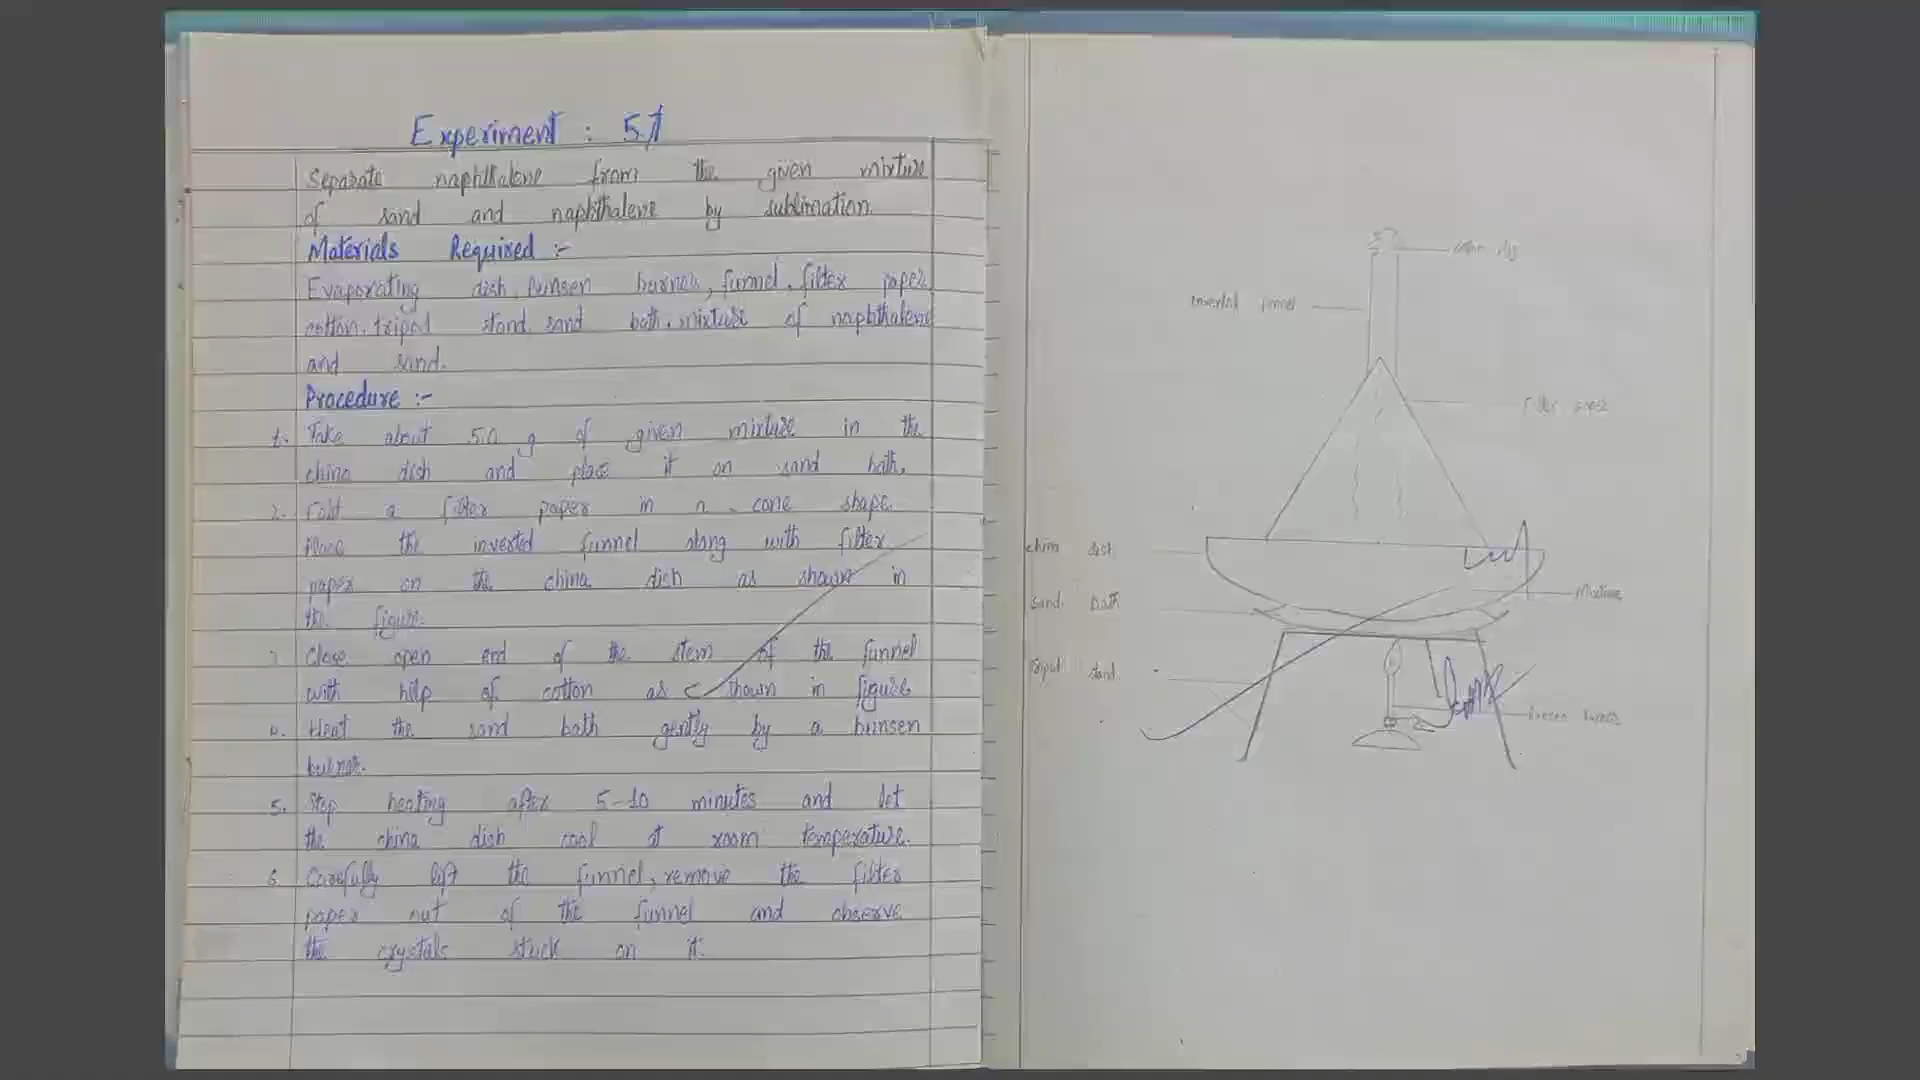 Experiment : 5.1
Separate naphthalene from the given mixture
of sand and naphthalene by sublimation.
Materials Required :-
Evaporating dish, bunsen burner, funnel, filter paper
cotton, tripod stand, sand bath, mixture of naphthalene
and sand.
Procedure :-
1. Take about 5.0 g of given mixture in the
china dish and place it on sand bath.
2. Fold a filter paper in a cone shape.
Place the inverted funnel along with filter
paper on the china dish as shown in
the figure.
3. Close open end of the stem of the funnel
with help of cotton as shown in figure
4. Heat the sand bath gently by a bunsen
burner.
5. Stop heating after 5-10 minutes and let
the china dish cool at room temperature.
6. Carefully lift the funnel, remove the filter
paper out of the funnel and observe
the crystals stuck on it.
inverted funnel
filter paper
china dish
sand bath
Mixture
stand
bunsen burner